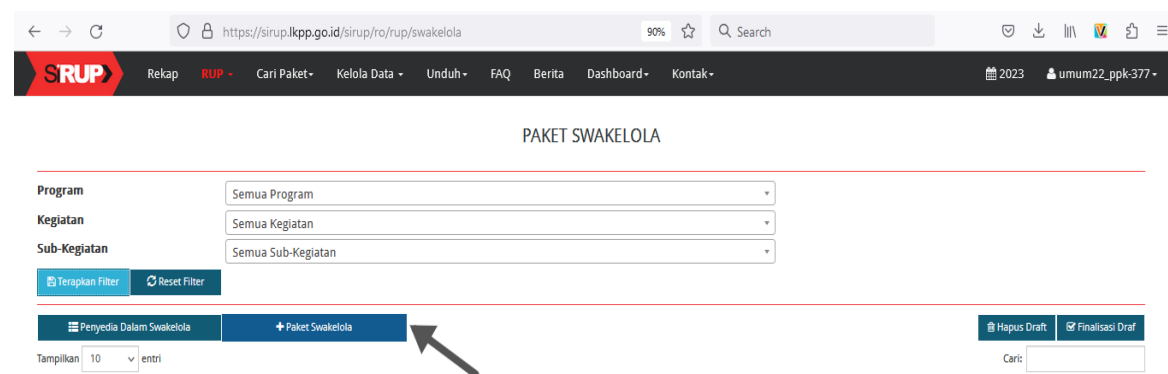 https://sirup.lkpp.go.id/sirup/ro/rup/swakelola 90% Search
SiRUP Rekap RUP Cari Paket Kelola Data Unduh FAQ Berita Dashboard Kontak 2023 umum22_ppk-377
PAKET SWAKELOLA
Program Semua Program
Kegiatan Semua Kegiatan
Sub-Kegiatan Semua Sub-Kegiatan
Terapkan Filter Reset Filter
Penyedia Dalam Swakelola + Paket Swakelola Hapus Draft Finalisasi Draf
Tampilkan 10 entri Cari: